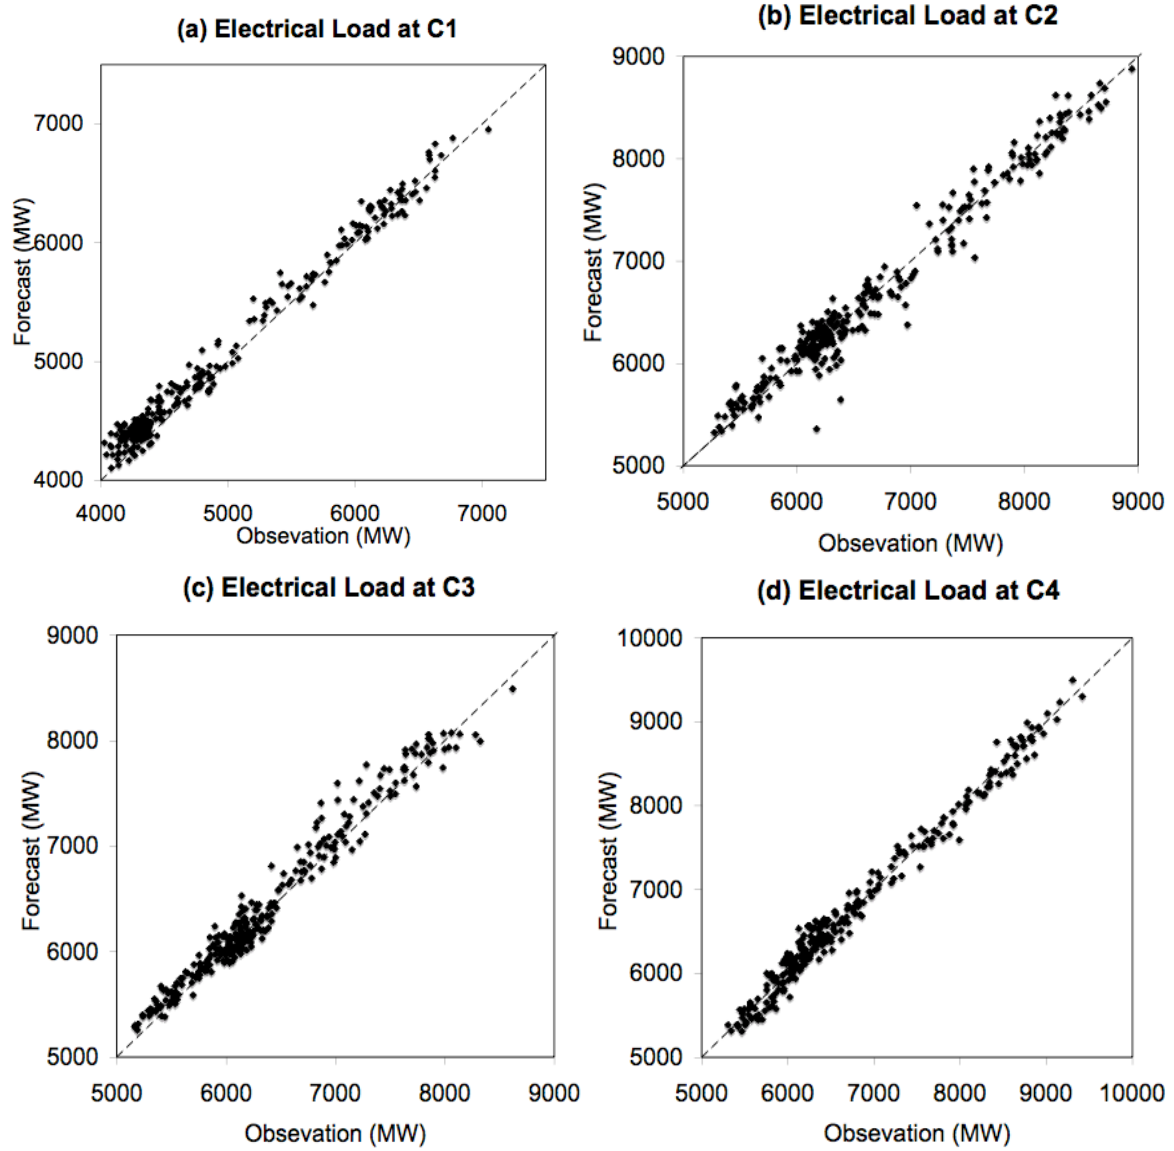 (a) Electrical Load at C1
7000
6000
5000
4000
Forecast (MW)
4000 5000 6000 7000
Obsevation (MW)
(b) Electrical Load at C2
9000
8000
7000
6000
5000
Forecast (MW)
5000 6000 7000 8000 9000
Obsevation (MW)
(c) Electrical Load at C3
9000
8000
7000
6000
5000
Forecast (MW)
5000 6000 7000 8000 9000
Obsevation (MW)
(d) Electrical Load at C4
10000
9000
8000
7000
6000
5000
Forecast (MW)
5000 6000 7000 8000 9000 10000
Obsevation (MW)